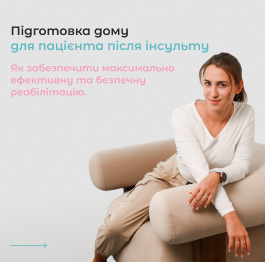 Підготовка дому
для пацієнта після інсульту
Як забезпечити максимально
ефективну та безпечну
реабілітацію.